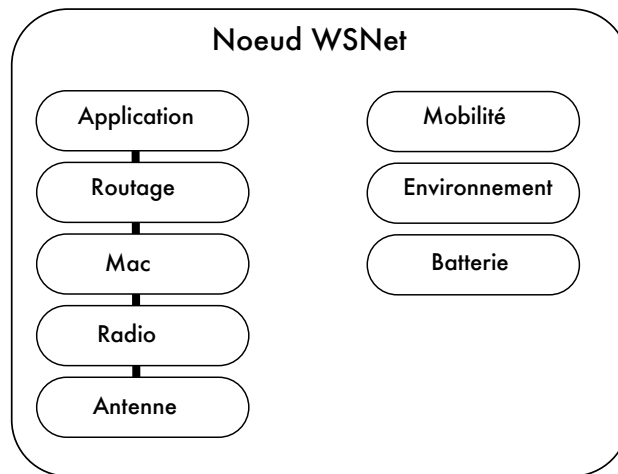 Noeud WSNet
Application
Routage
Mac
Radio
Antenne
Mobilité
Environnement
Batterie